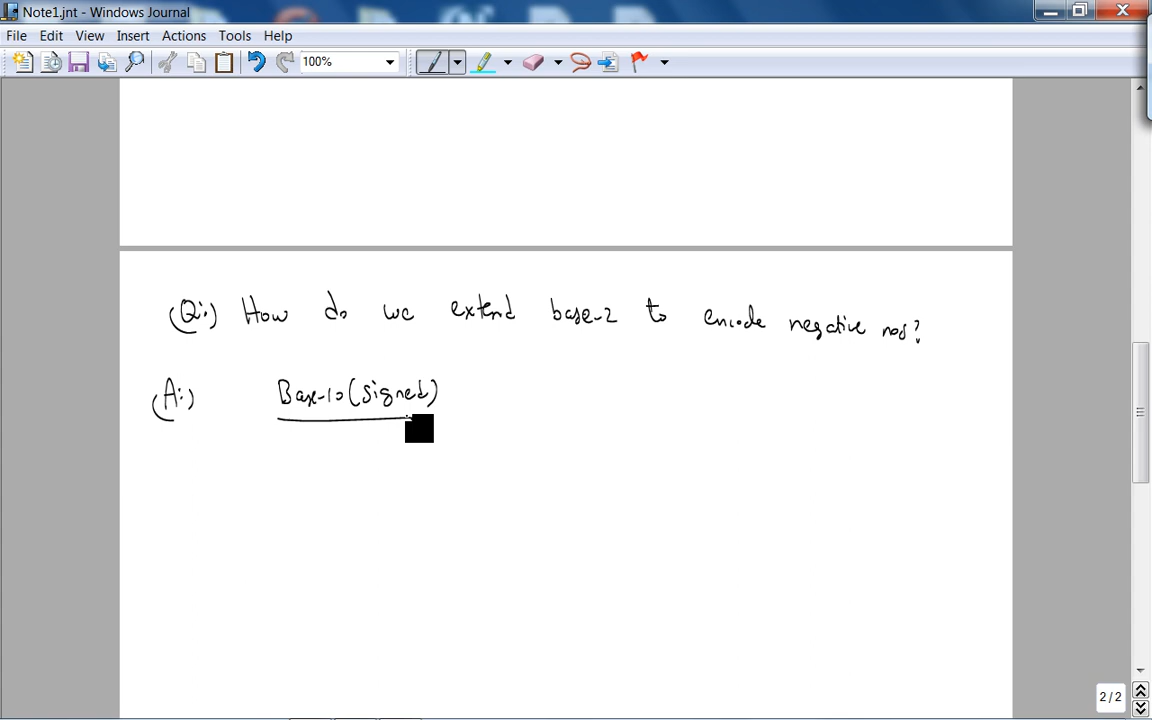 Note1.jnt - Windows Journal
File Edit View Insert Actions Tools Help
100%
(Q:) How do we extend base-2 to encode negative nos?
(A:) Base-10 (signed)
2 / 2